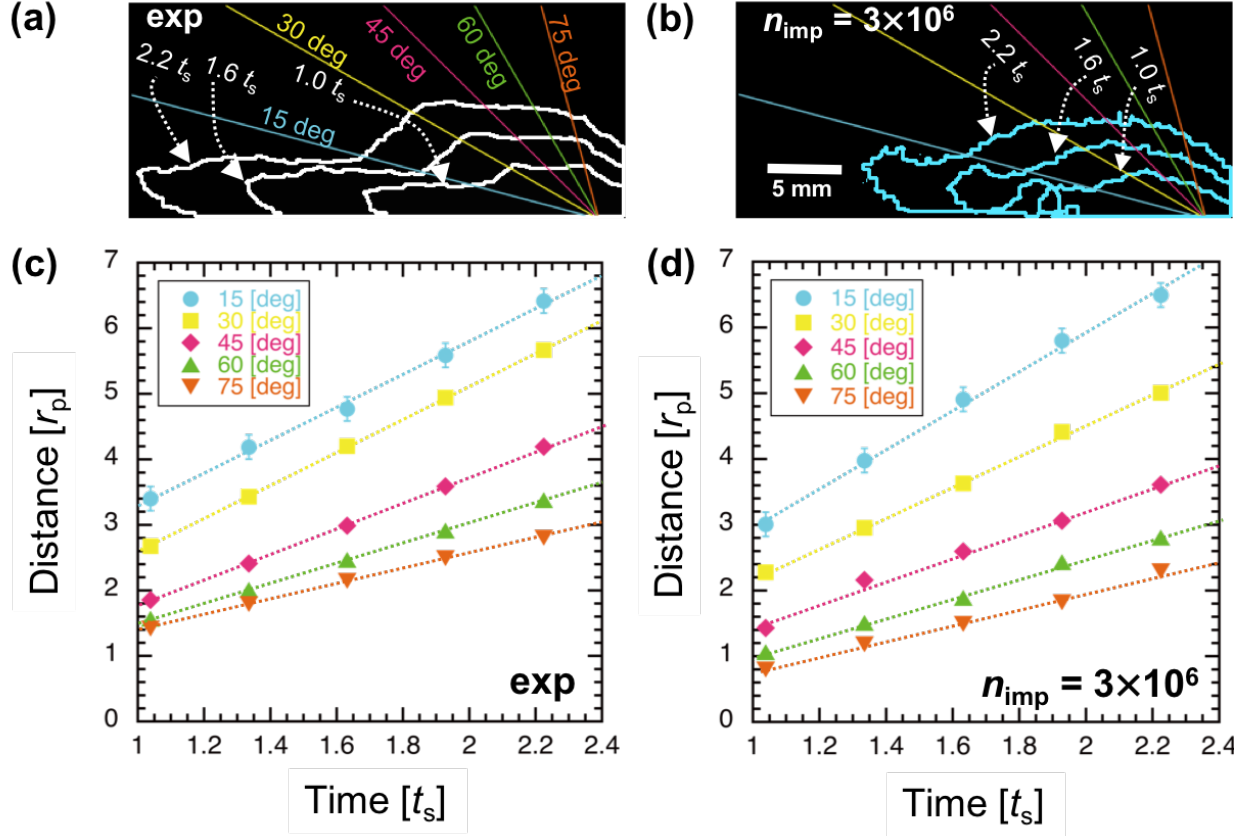 (a)
exp
30 deg
45 deg
60 deg
75 deg
2.2 ts
1.6 ts
1.0 ts
15 deg
(b)
nimp = 3×10⁶
2.2 ts
1.6 ts
1.0 ts
5 mm
(c)
7
6
5
4
3
2
1
0
15 [deg]
30 [deg]
45 [deg]
60 [deg]
75 [deg]
Distance [rp]
exp
1 1.2 1.4 1.6 1.8 2 2.2 2.4
Time [ts]
(d)
7
6
5
4
3
2
1
0
15 [deg]
30 [deg]
45 [deg]
60 [deg]
75 [deg]
Distance [rp]
nimp = 3×10⁶
1 1.2 1.4 1.6 1.8 2 2.2 2.4
Time [ts]